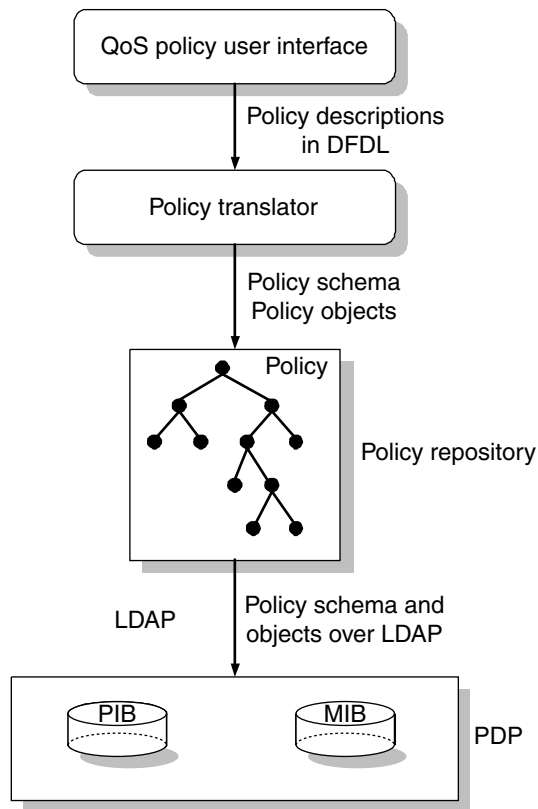 QoS policy user interface
Policy descriptions
in DFDL
Policy translator
Policy schema
Policy objects
Policy
Policy repository
LDAP
Policy schema and
objects over LDAP
PIB
MIB
PDP